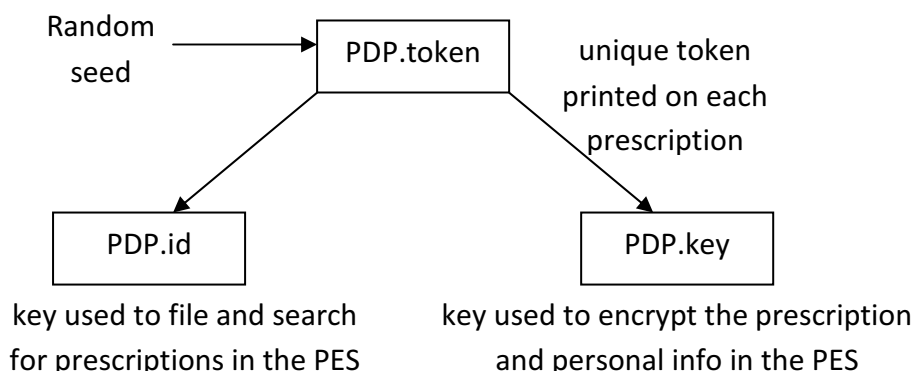 Random
seed
PDP.token
unique token
printed on each
prescription
PDP.id
PDP.key
key used to file and search
for prescriptions in the PES
key used to encrypt the prescription
and personal info in the PES